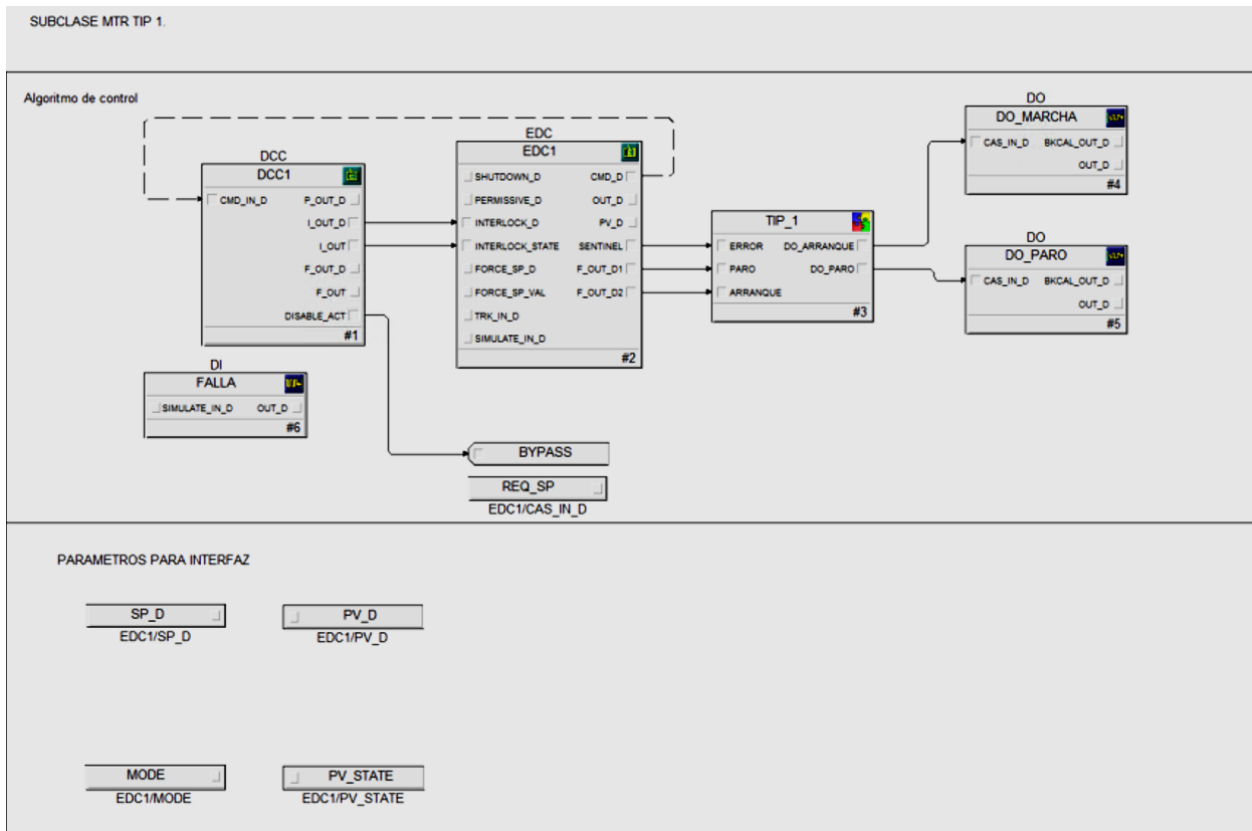 SUBCLASE MTR TIP 1.
Algoritmo de control
DCC
DCC1
CMD_IN_D P_OUT_D
I_OUT_D
I_OUT
F_OUT_D
F_OUT
DISABLE_ACT
#1
EDC
EDC1
SHUTDOWN_D CMD_D
PERMISSIVE_D OUT_D
INTERLOCK_D PV_D
INTERLOCK_STATE SENTINEL
FORCE_SP_D F_OUT_D1
FORCE_SP_VAL F_OUT_D2
TRK_IN_D
SIMULATE_IN_D
#2
TIP_1
ERROR DO_ARRANQUE
PARO DO_PARO
ARRANQUE
#3
DO
DO_MARCHA
CAS_IN_D BKCAL_OUT_D
OUT_D
#4
DO
DO_PARO
CAS_IN_D BKCAL_OUT_D
OUT_D
#5
DI
FALLA
SIMULATE_IN_D OUT_D
#6
BYPASS
REQ_SP
EDC1/CAS_IN_D
PARAMETROS PARA INTERFAZ
SP_D
EDC1/SP_D
PV_D
EDC1/PV_D
MODE
EDC1/MODE
PV_STATE
EDC1/PV_STATE